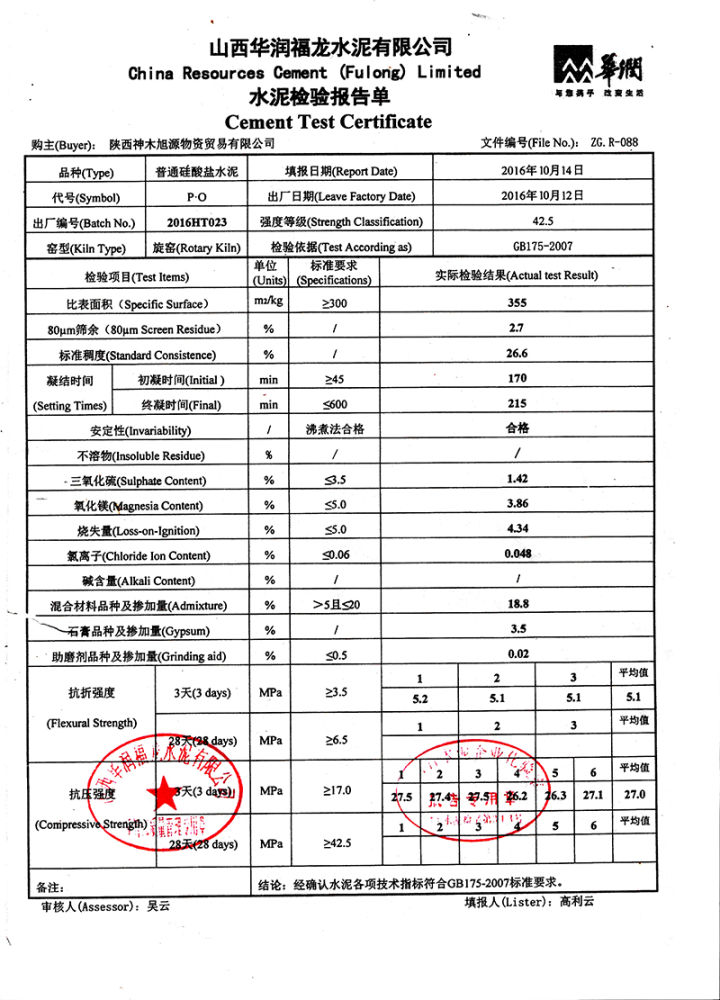 山西华润福龙水泥有限公司
China Resources Cement (Fulong) Limited
水泥检验报告单
Cement Test Certificate
华润
与您携手 改变生活
购主(Buyer): 陕西神木旭源物资贸易有限公司 文件编号(File No.): ZG. R-088
品种(Type) 普通硅酸盐水泥 填报日期(Report Date) 2016年10月14日
代号(Symbol) P·O 出厂日期(Leave Factory Date) 2016年10月12日
出厂编号(Batch No.) 2016HT023 强度等级(Strength Classification) 42.5
窑型(Kiln Type) 旋窑(Rotary Kiln) 检验依据(Test According as) GB175-2007
检验项目(Test Items) 单位(Units) 标准要求(Specifications) 实际检验结果(Actual test Result)
比表面积（Specific Surface） m2/kg ≥300 355
80μm筛余（80μm Screen Residue） % / 2.7
标准稠度(Standard Consistence) % / 26.6
凝结时间 初凝时间(Initial ) min ≥45 170
(Setting Times) 终凝时间(Final) min ≤600 215
安定性(Invariability) / 沸煮法合格 合格
不溶物(Insoluble Residue) % / /
三氧化硫(Sulphate Content) % ≤3.5 1.42
氧化镁(Magnesia Content) % ≤5.0 3.86
烧失量(Loss-on-Ignition) % ≤5.0 4.34
氯离子(Chloride Ion Content) % ≤0.06 0.048
碱含量(Alkali Content) % / /
混合材料品种及掺加量(Admixture) % ＞5且≤20 18.8
石膏品种及掺加量(Gypsum) % / 3.5
助磨剂品种及掺加量(Grinding aid) % ≤0.5 0.02
抗折强度 3天(3 days) MPa ≥3.5 1 2 3 平均值
5.2 5.1 5.1 5.1
(Flexural Strength) 28天(28 days) MPa ≥6.5 1 2 3 平均值
抗压强度 3天(3 days) MPa ≥17.0 1 2 3 4 5 6 平均值
27.5 27.4 27.5 26.2 26.3 27.1 27.0
(Compressive Strength) 28天(28 days) MPa ≥42.5 1 2 3 4 5 6 平均值
山西华润福龙水泥有限公司
备注: 结论：经确认水泥各项技术指标符合GB175-2007标准要求。
审核人(Assessor): 吴云 填报人(Lister): 高利云